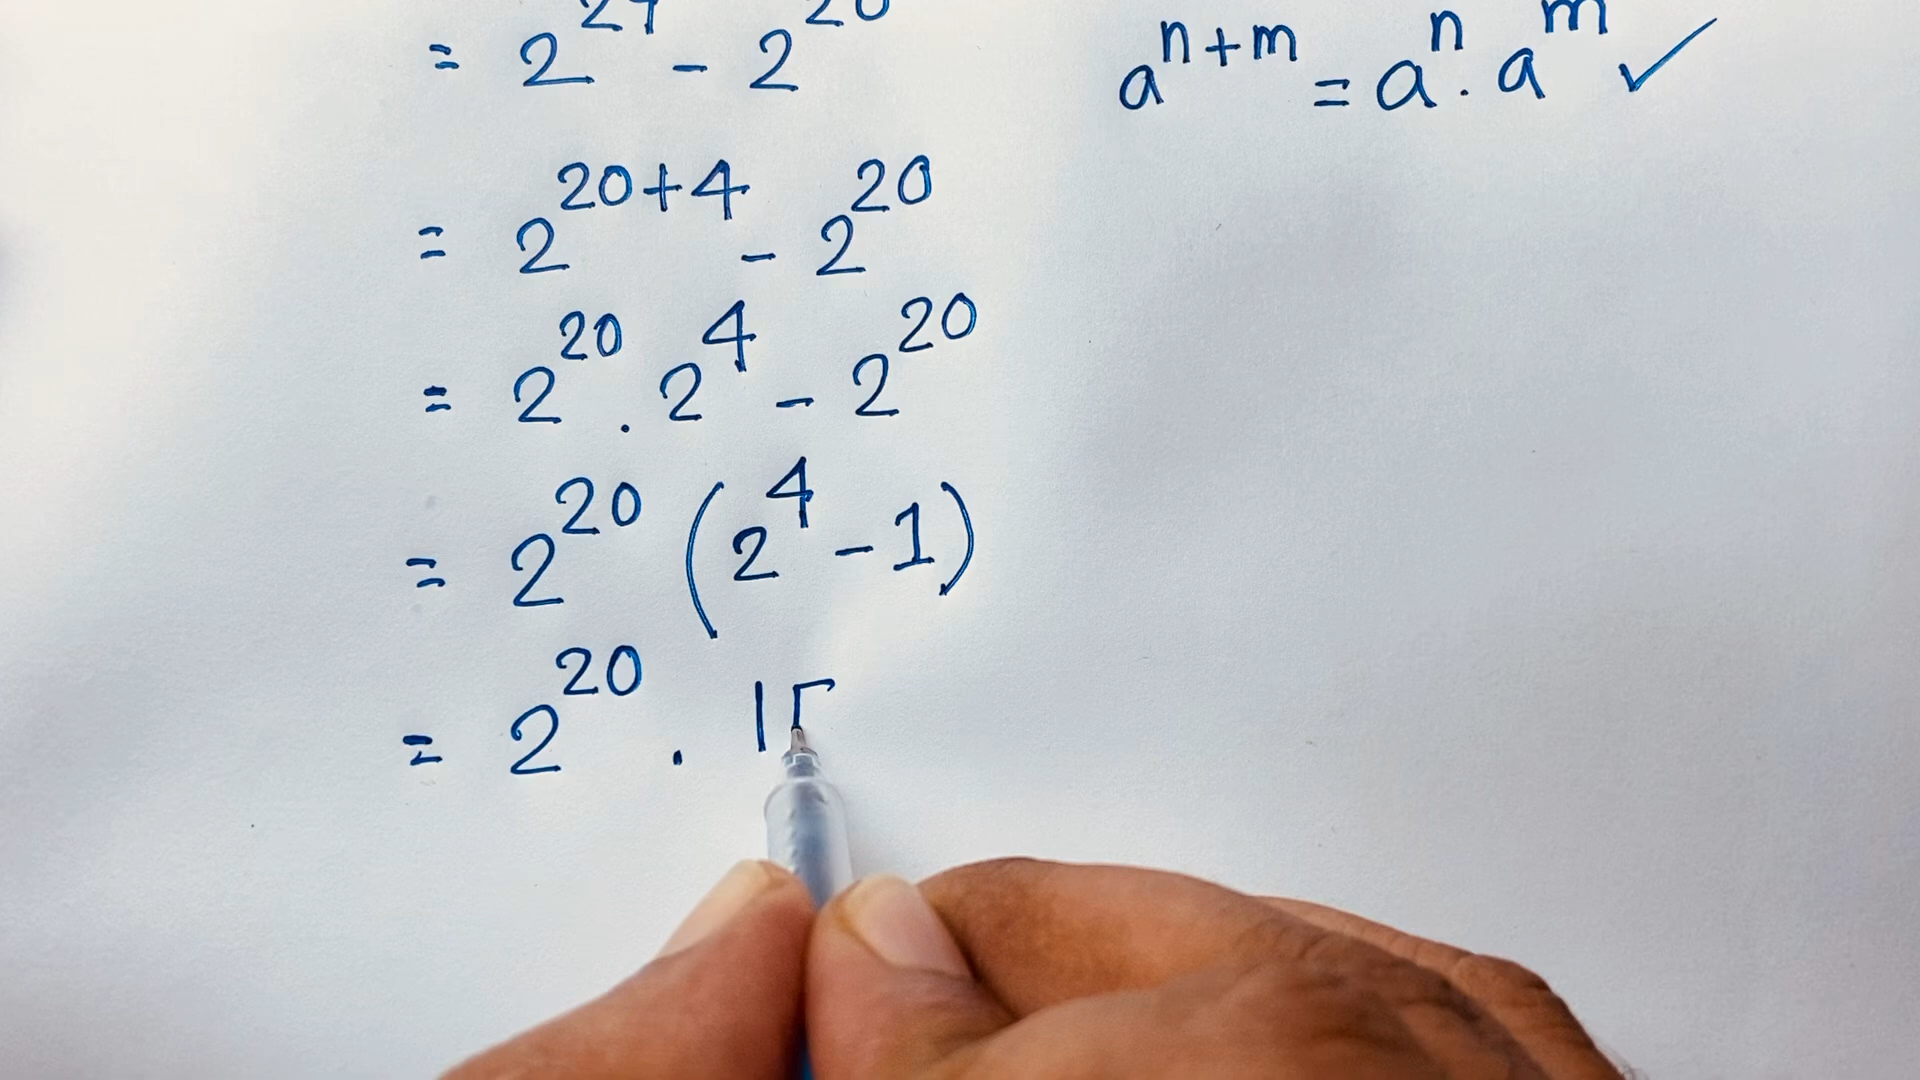 = 2^24 - 2^20
a^{n+m} = a^n . a^m ✓
= 2^{20+4} - 2^20
= 2^20 . 2^4 - 2^20
= 2^20 (2^4 - 1)
= 2^20 . 15